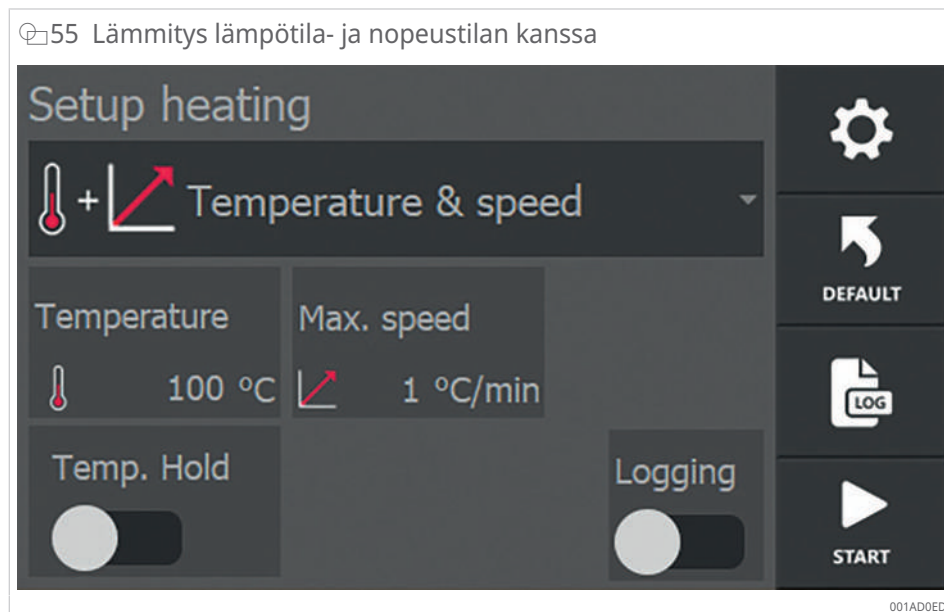 55 Lämmitys lämpötila- ja nopeustilan kanssa
Setup heating
+ Temperature & speed
Temperature
Max. speed
100 °C
1 °C/min
Temp. Hold
Logging
DEFAULT
LOG
START
001AD0ED